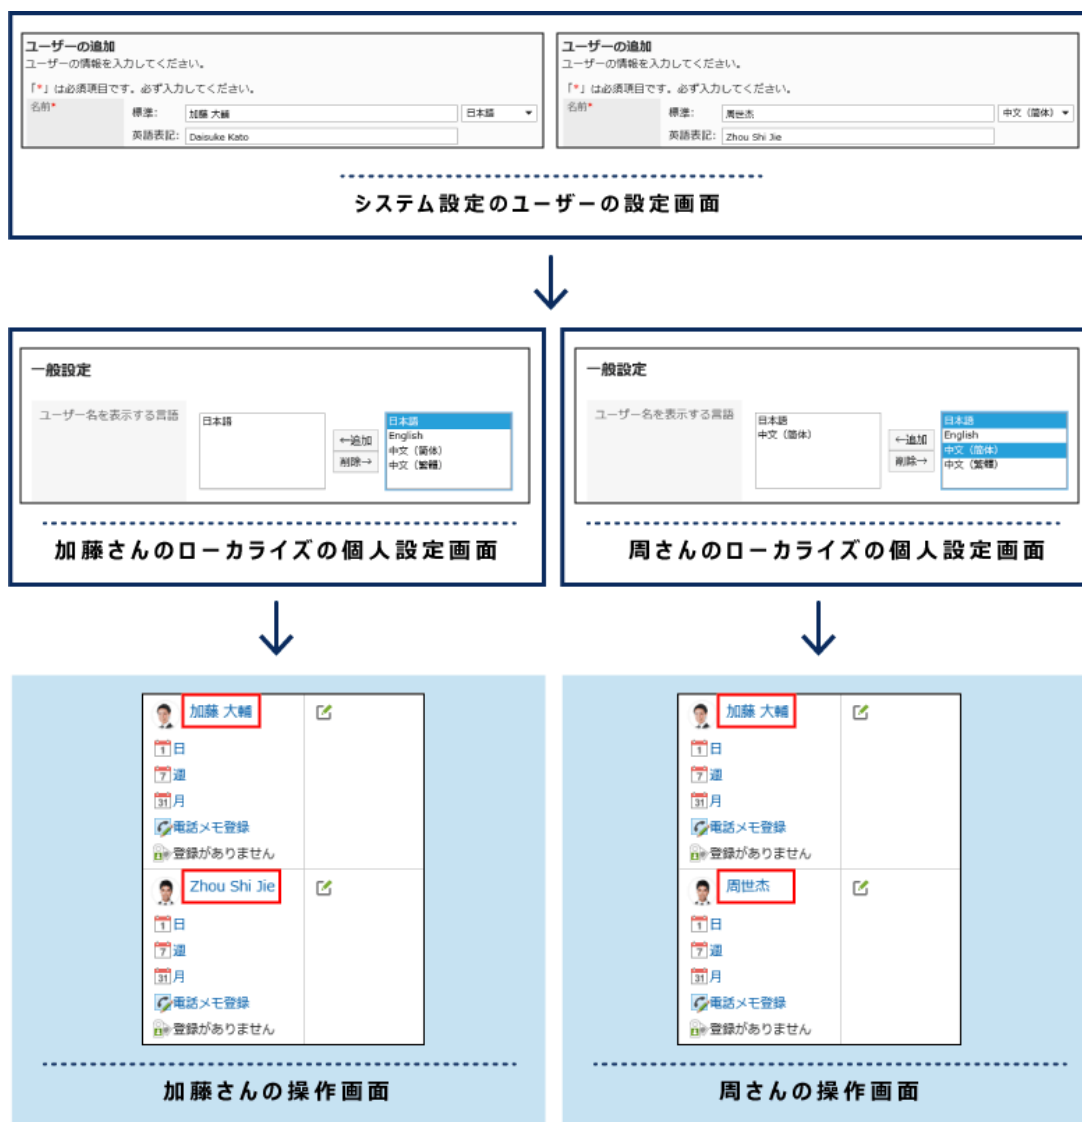 ユーザーの追加
ユーザーの情報を入力してください。
「*」は必須項目です。必ず入力してください。
名前*
標準:
加藤 大輔
日本語
英語表記:
Daisuke Kato
ユーザーの追加
ユーザーの情報を入力してください。
「*」は必須項目です。必ず入力してください。
名前*
標準:
周世杰
中文（简体）
英語表記:
Zhou Shi Jie
システム設定のユーザーの設定画面
一般設定
ユーザー名を表示する言語
日本語
←追加
削除→
日本語
English
中文（简体）
中文（繁體）
加藤さんのローカライズの個人設定画面
一般設定
ユーザー名を表示する言語
日本語
中文（简体）
←追加
削除→
日本語
English
中文（简体）
中文（繁體）
周さんのローカライズの個人設定画面
加藤 大輔
1 日
7 週
31 月
電話メモ登録
登録がありません
Zhou Shi Jie
1 日
7 週
31 月
電話メモ登録
登録がありません
加藤さんの操作画面
加藤 大輔
1 日
7 週
31 月
電話メモ登録
登録がありません
周世杰
1 日
7 週
31 月
電話メモ登録
登録がありません
周さんの操作画面